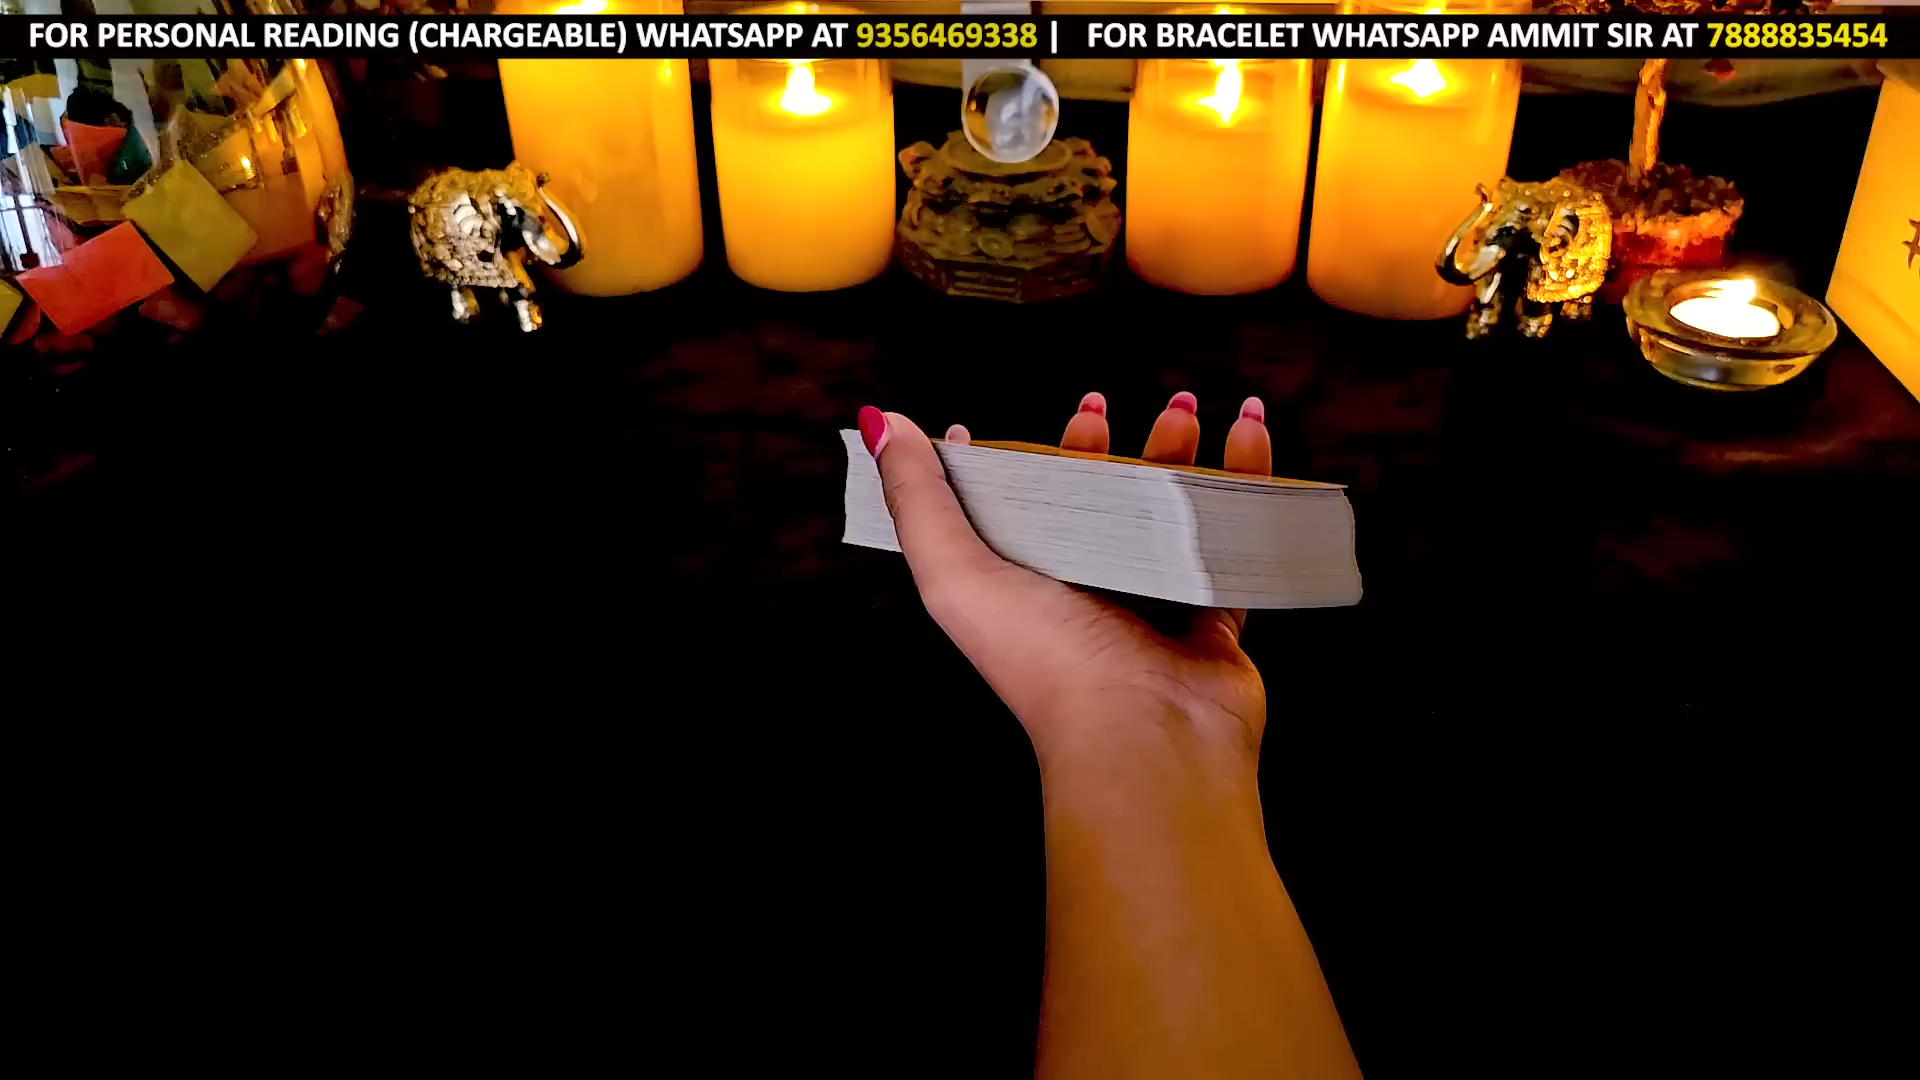 FOR PERSONAL READING (CHARGEABLE) WHATSAPP AT 9356469338 | FOR BRACELET WHATSAPP AMMIT SIR AT 7888835454